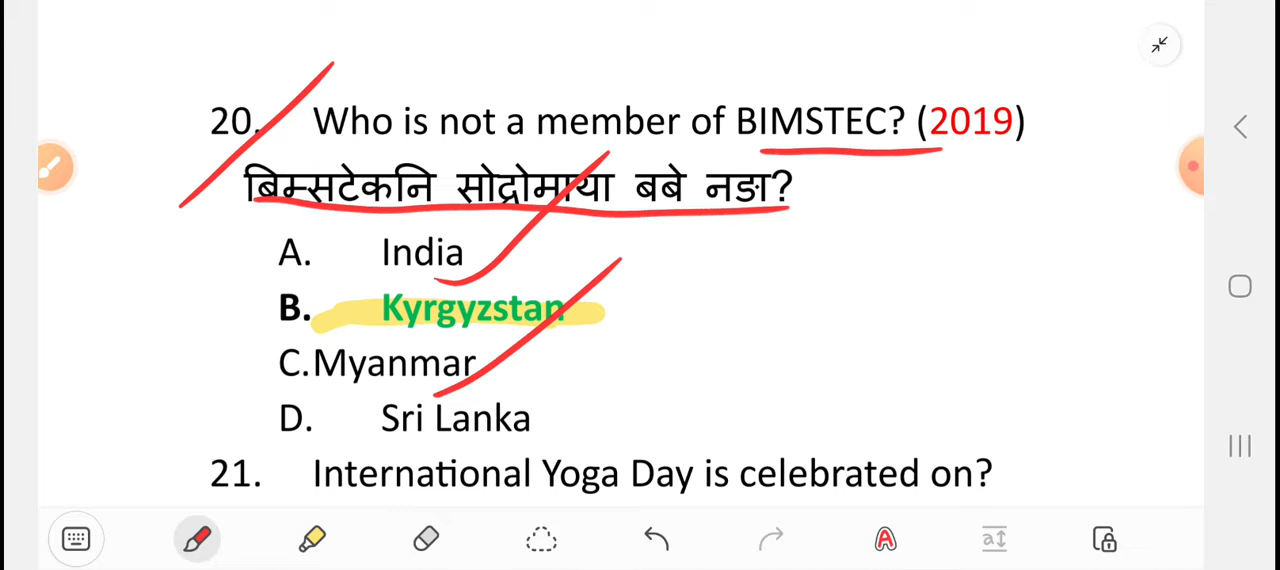 20. Who is not a member of BIMSTEC? (2019)
बिम्सटेकनि सोद्रोमाथा बबे नङा?
A. India
B. Kyrgyzstan
C.Myanmar
D. Sri Lanka
21. International Yoga Day is celebrated on?